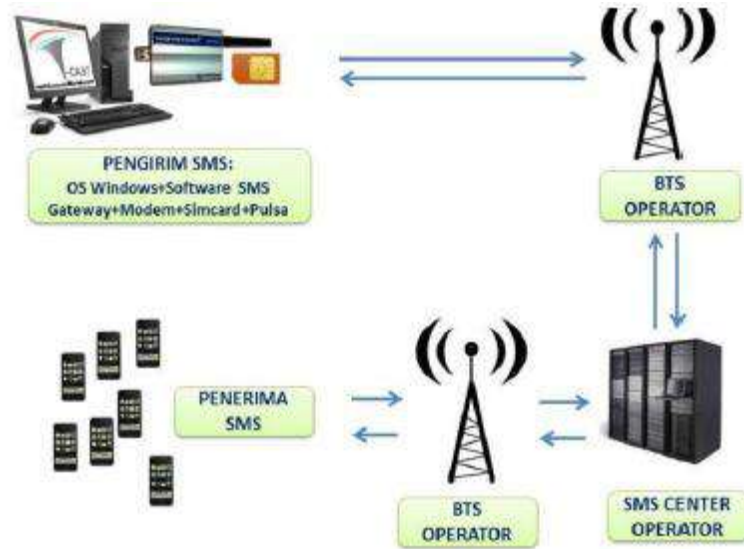 PENGIRIM SMS:
OS Windows+Software SMS
Gateway+Modem+Simcard+Pulsa
BTS
OPERATOR
PENERIMA
SMS
BTS
OPERATOR
SMS CENTER
OPERATOR